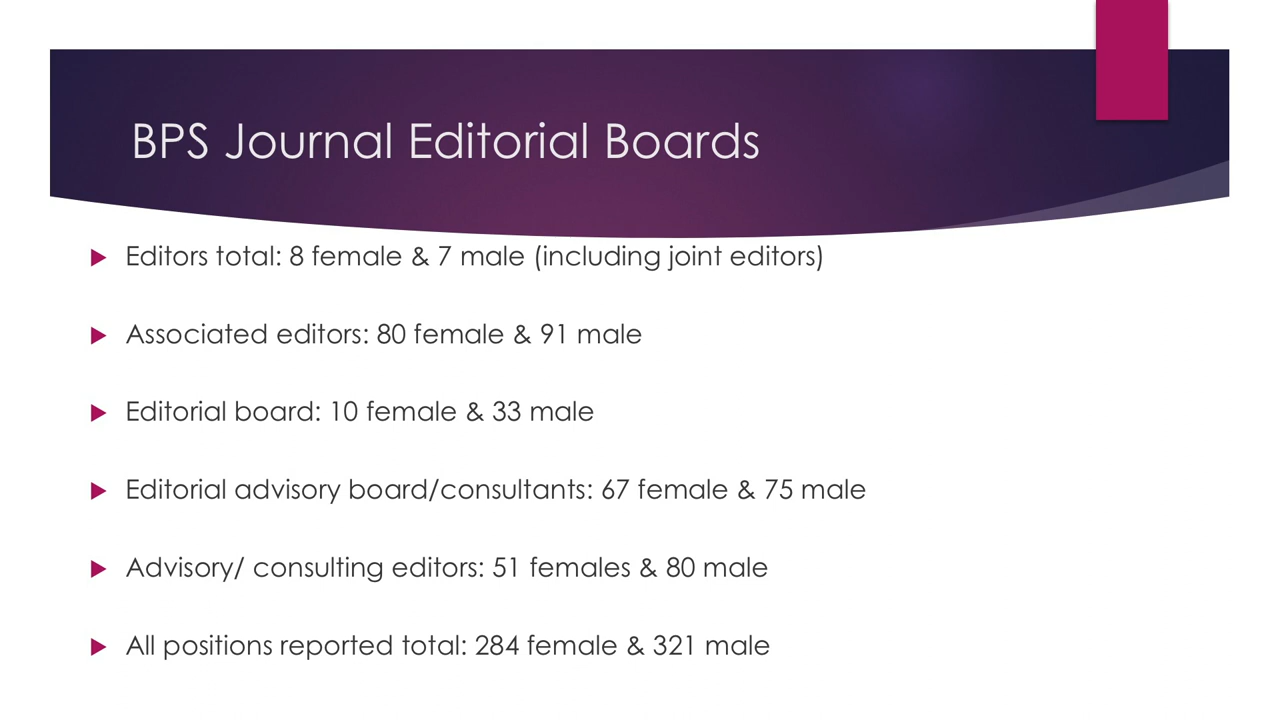 BPS Journal Editorial Boards
Editors total: 8 female & 7 male (including joint editors)
Associated editors: 80 female & 91 male
Editorial board: 10 female & 33 male
Editorial advisory board/consultants: 67 female & 75 male
Advisory/ consulting editors: 51 females & 80 male
All positions reported total: 284 female & 321 male